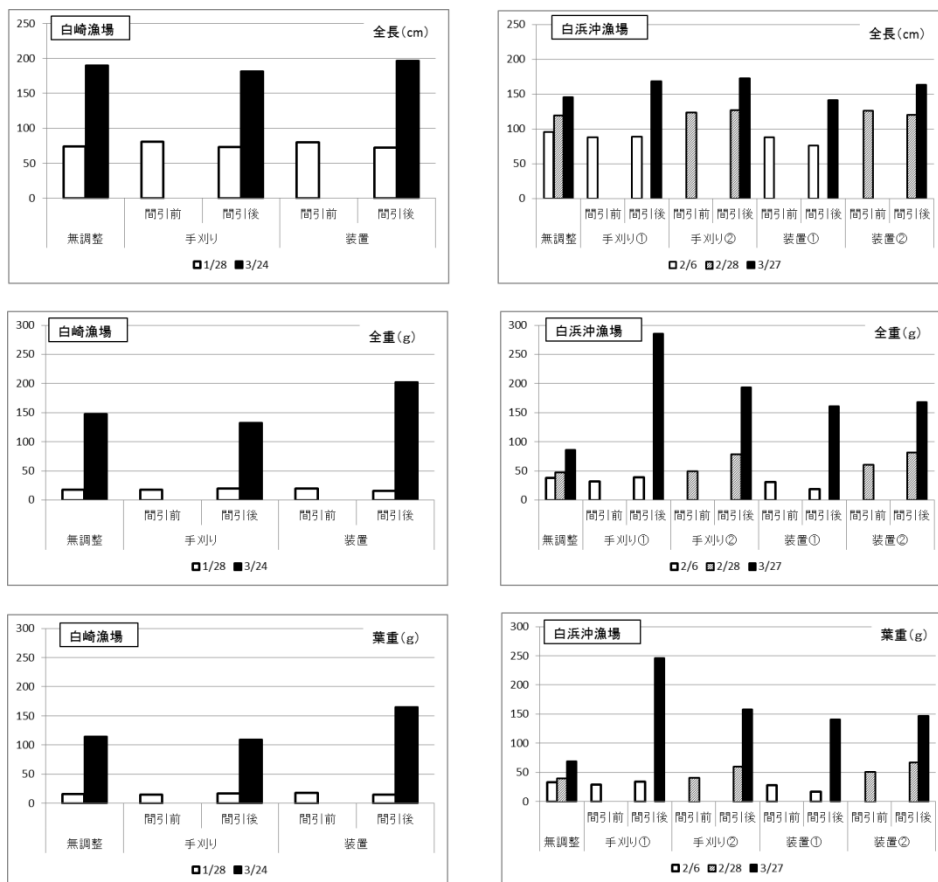 白崎漁場
全長(cm)
250
200
150
100
50
0
間引前 間引後 間引前 間引後
無調整 手刈り 装置
1/28 3/24
白浜沖漁場
全長(cm)
250
200
150
100
50
0
間引前 間引後 間引前 間引後 間引前 間引後 間引前 間引後
無調整 手刈り① 手刈り② 装置① 装置②
2/6 2/28 3/27
白崎漁場
全重(g)
300
250
200
150
100
50
0
間引前 間引後 間引前 間引後
無調整 手刈り 装置
1/28 3/24
白浜沖漁場
全重(g)
300
250
200
150
100
50
0
間引前 間引後 間引前 間引後 間引前 間引後 間引前 間引後
無調整 手刈り① 手刈り② 装置① 装置②
2/6 2/28 3/27
白崎漁場
葉重(g)
300
250
200
150
100
50
0
間引前 間引後 間引前 間引後
無調整 手刈り 装置
1/28 3/24
白浜沖漁場
葉重(g)
300
250
200
150
100
50
0
間引前 間引後 間引前 間引後 間引前 間引後 間引前 間引後
無調整 手刈り① 手刈り② 装置① 装置②
2/6 2/28 3/27